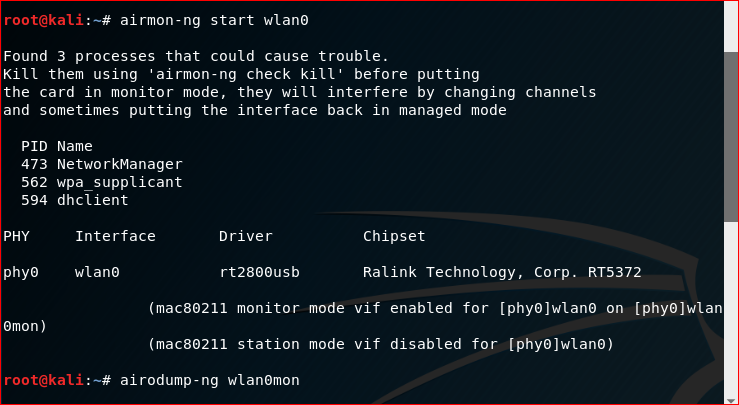 root@kali:~# airmon-ng start wlan0
Found 3 processes that could cause trouble.
Kill them using 'airmon-ng check kill' before putting
the card in monitor mode, they will interfere by changing channels
and sometimes putting the interface back in managed mode
PID Name
473 NetworkManager
562 wpa_supplicant
594 dhclient
PHY Interface Driver Chipset
phy0 wlan0 rt2800usb Ralink Technology, Corp. RT5372
(mac80211 monitor mode vif enabled for [phy0]wlan0 on [phy0]wlan
0mon)
(mac80211 station mode vif disabled for [phy0]wlan0)
root@kali:~# airodump-ng wlan0mon